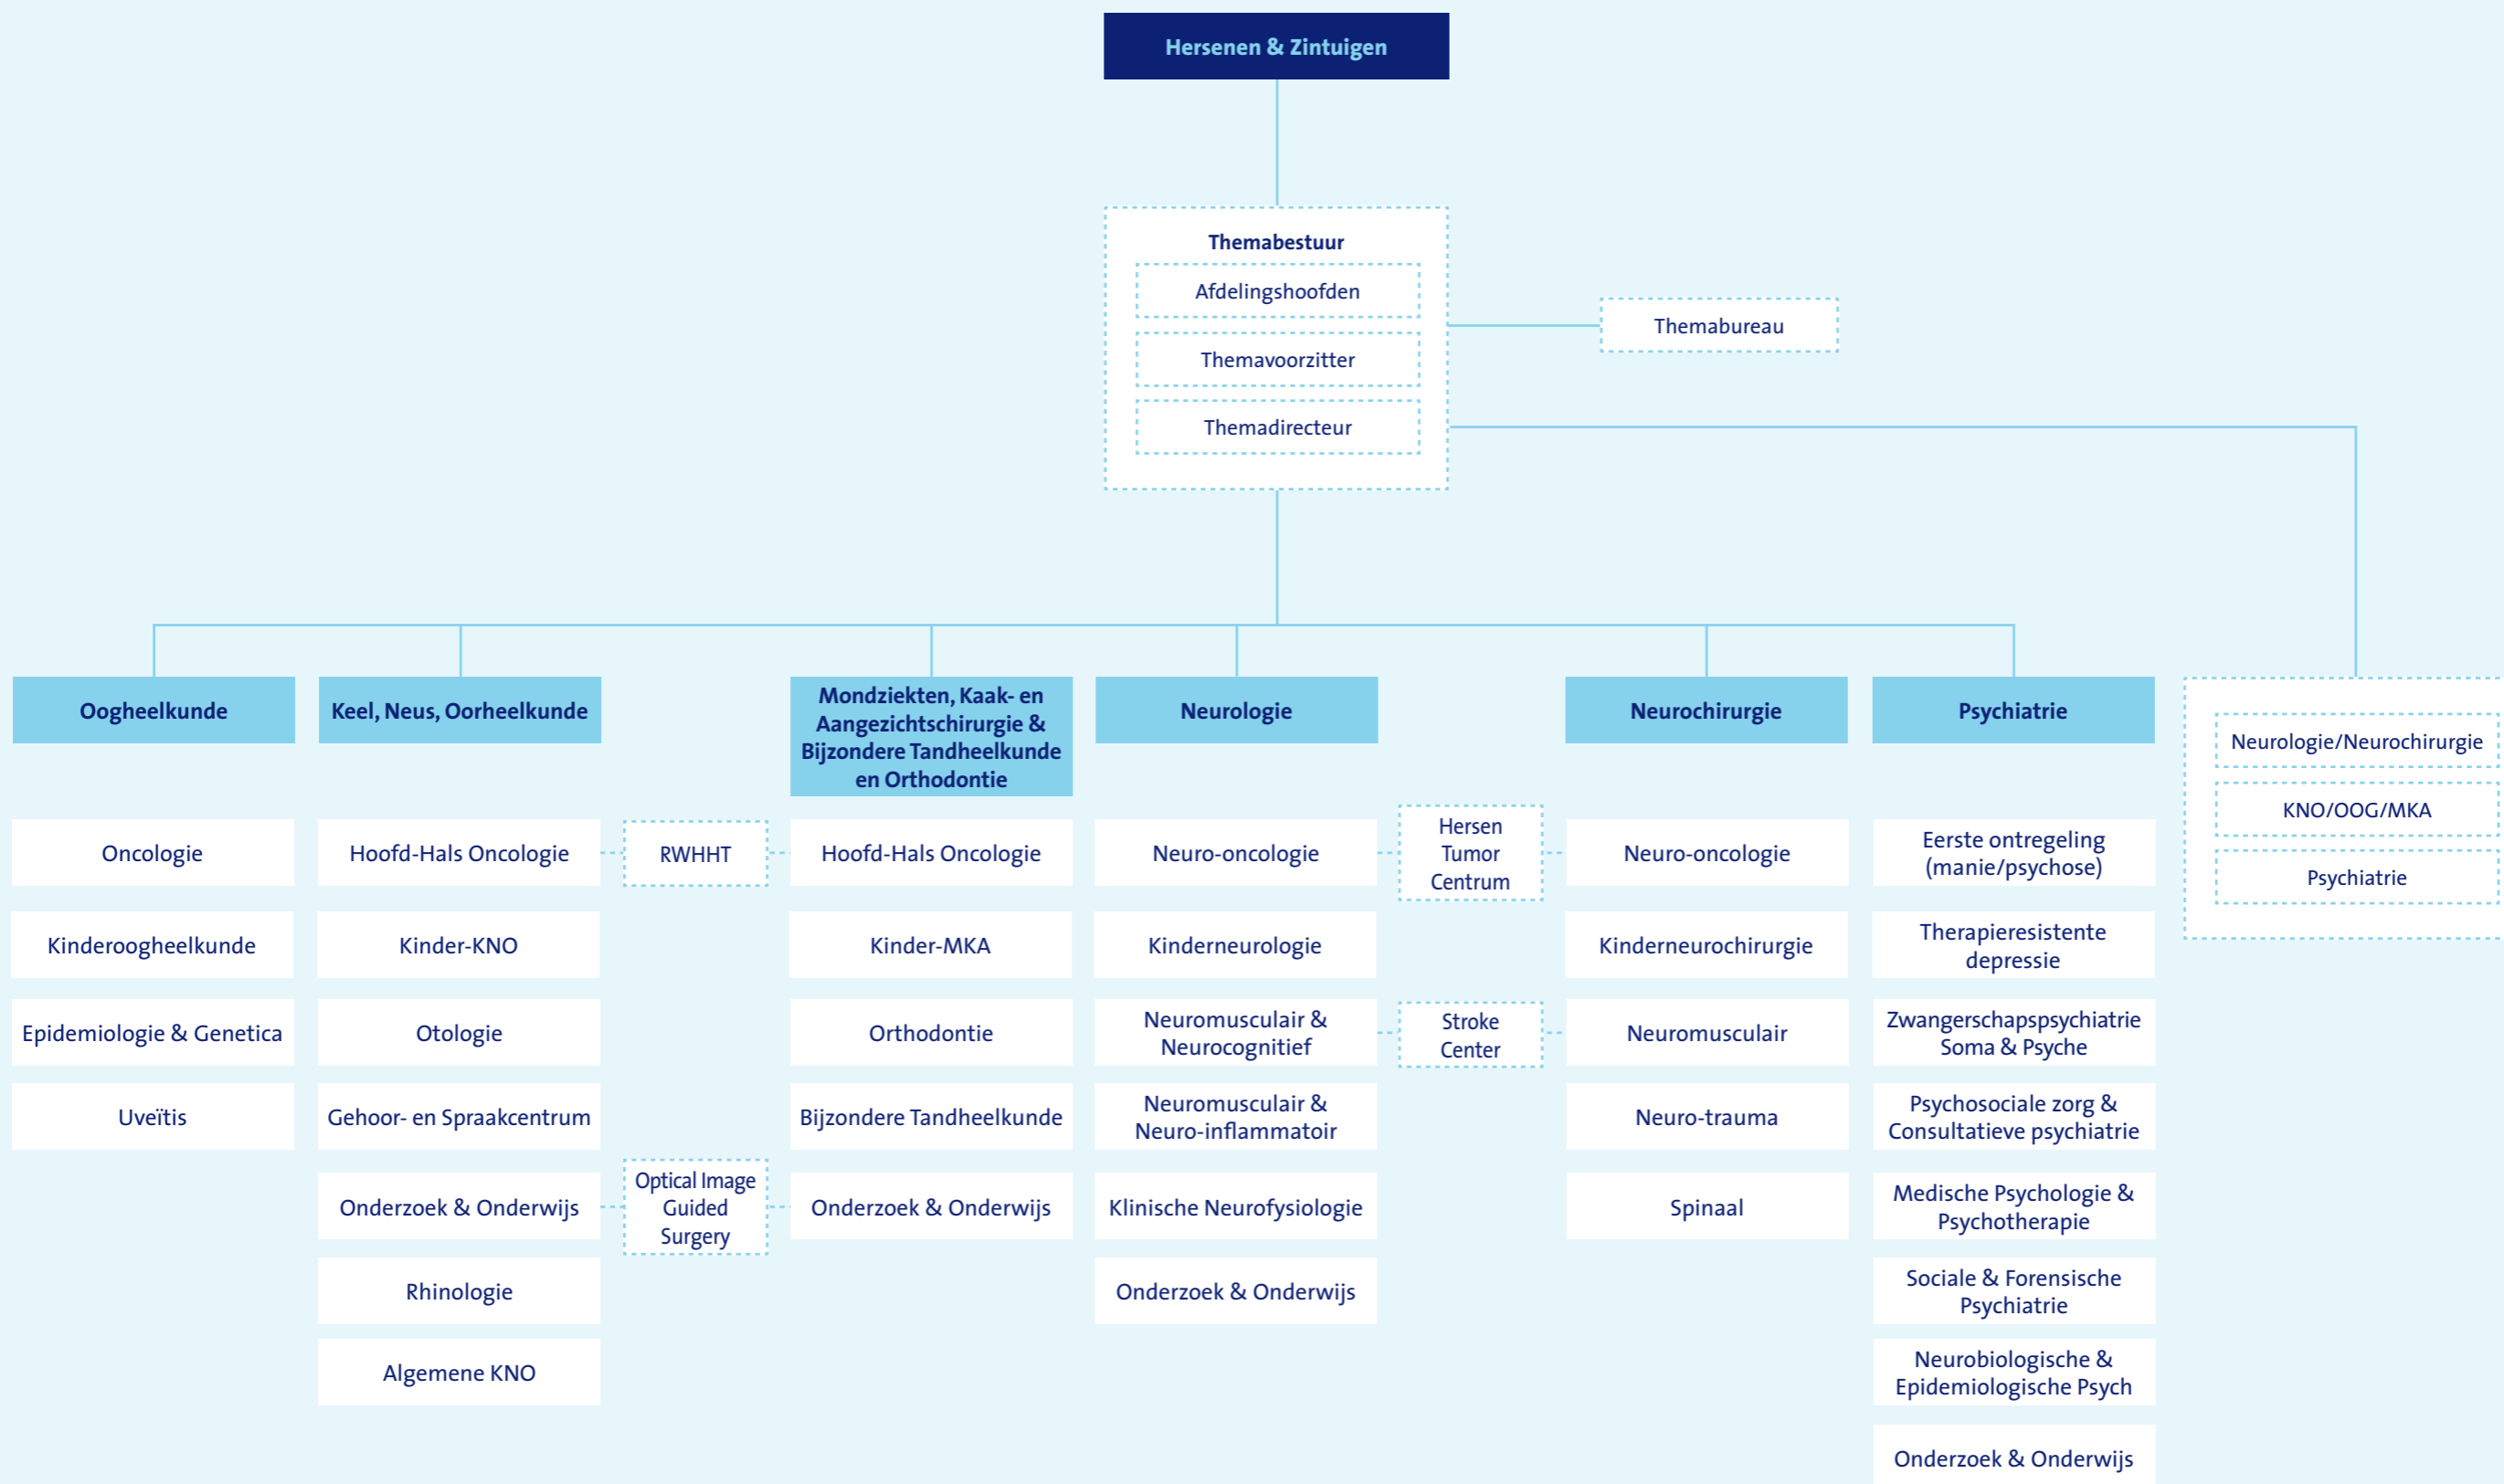 Hersenen & Zintuigen
Themabestuur
Afdelingshoofden
Themavoorzitter
Themadirecteur
Themabureau
Oogheelkunde
Oncologie
Kinderoogheelkunde
Epidemiologie & Genetica
Uveïtis
Keel, Neus, Oorheelkunde
Hoofd-Hals Oncologie
Kinder-KNO
Otologie
Gehoor- en Spraakcentrum
Onderzoek & Onderwijs
Rhinologie
Algemene KNO
RWHHT
Optical Image
Guided
Surgery
Mondziekten, Kaak- en
Aangezichtschirurgie &
Bijzondere Tandheelkunde
en Orthodontie
Hoofd-Hals Oncologie
Kinder-MKA
Orthodontie
Bijzondere Tandheelkunde
Onderzoek & Onderwijs
Neurologie
Neuro-oncologie
Kinderneurologie
Neuromusculair &
Neurocognitief
Neuromusculair &
Neuro-inflammatoir
Klinische Neurofysiologie
Onderzoek & Onderwijs
Hersen
Tumor
Centrum
Stroke
Center
Neurochirurgie
Neuro-oncologie
Kinderneurochirurgie
Neuromusculair
Neuro-trauma
Spinaal
Psychiatrie
Eerste ontregeling
(manie/psychose)
Therapieresistente
depressie
Zwangerschapspsychiatrie
Soma & Psyche
Psychosociale zorg &
Consultatieve psychiatrie
Medische Psychologie &
Psychotherapie
Sociale & Forensische
Psychiatrie
Neurobiologische &
Epidemiologische Psych
Onderzoek & Onderwijs
Neurologie/Neurochirurgie
KNO/OOG/MKA
Psychiatrie